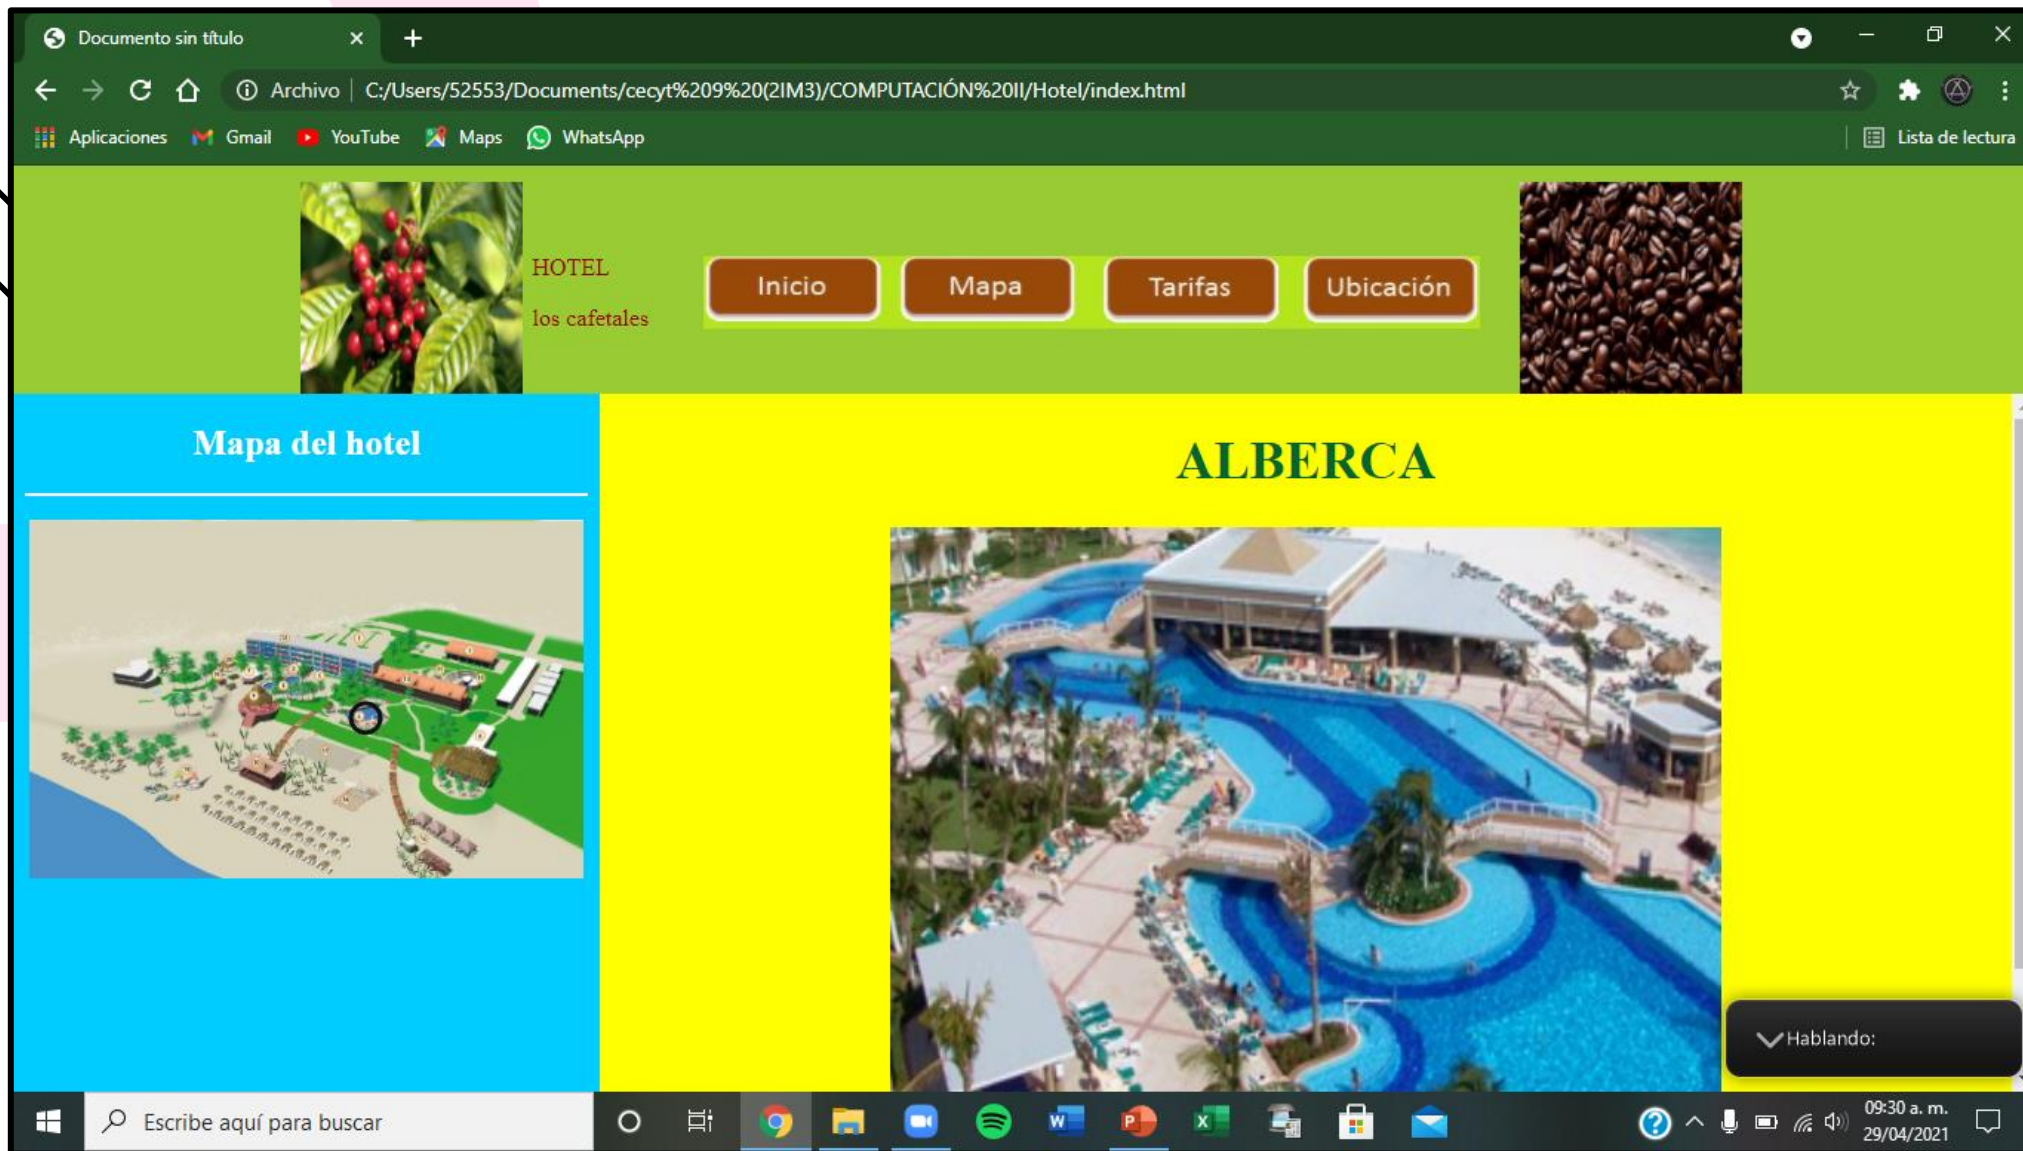 Documento sin título
Archivo C:/Users/52553/Documents/cecyt%209%20(2IM3)/COMPUTACIÓN%20II/Hotel/index.html
Aplicaciones Gmail YouTube Maps WhatsApp Lista de lectura
HOTEL
los cafetales
Inicio Mapa Tarifas Ubicación
Mapa del hotel
ALBERCA
Hablando:
Escribe aquí para buscar
09:30 a. m.
29/04/2021